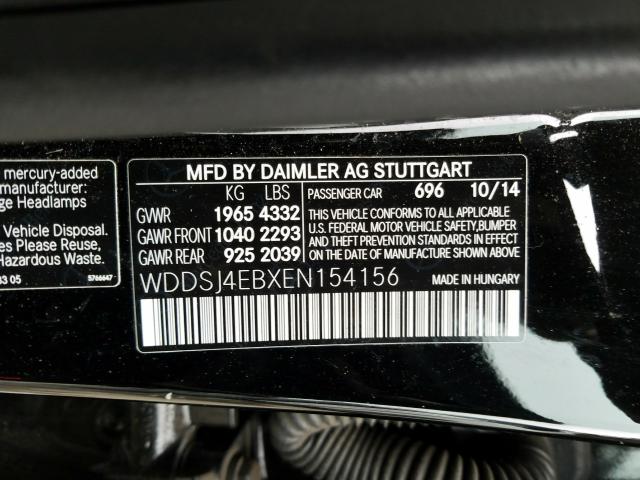 mercury-added
manufacturer:
ge Headlamps
Vehicle Disposal.
es Please Reuse,
Hazardous Waste.
33 05
5766647
MFD BY DAIMLER AG STUTTGART
KG LBS PASSENGER CAR 696 10/14
GVWR 1965 4332
GAWR FRONT 1040 2293
GAWR REAR 925 2039
THIS VEHICLE CONFORMS TO ALL APPLICABLE
U.S. FEDERAL MOTOR VEHICLE SAFETY,BUMPER
AND THEFT PREVENTION STANDARDS IN EFFECT
ON THE DATE OF MANUFACTURE SHOWN ABOVE
WDDSJ4EBXEN154156